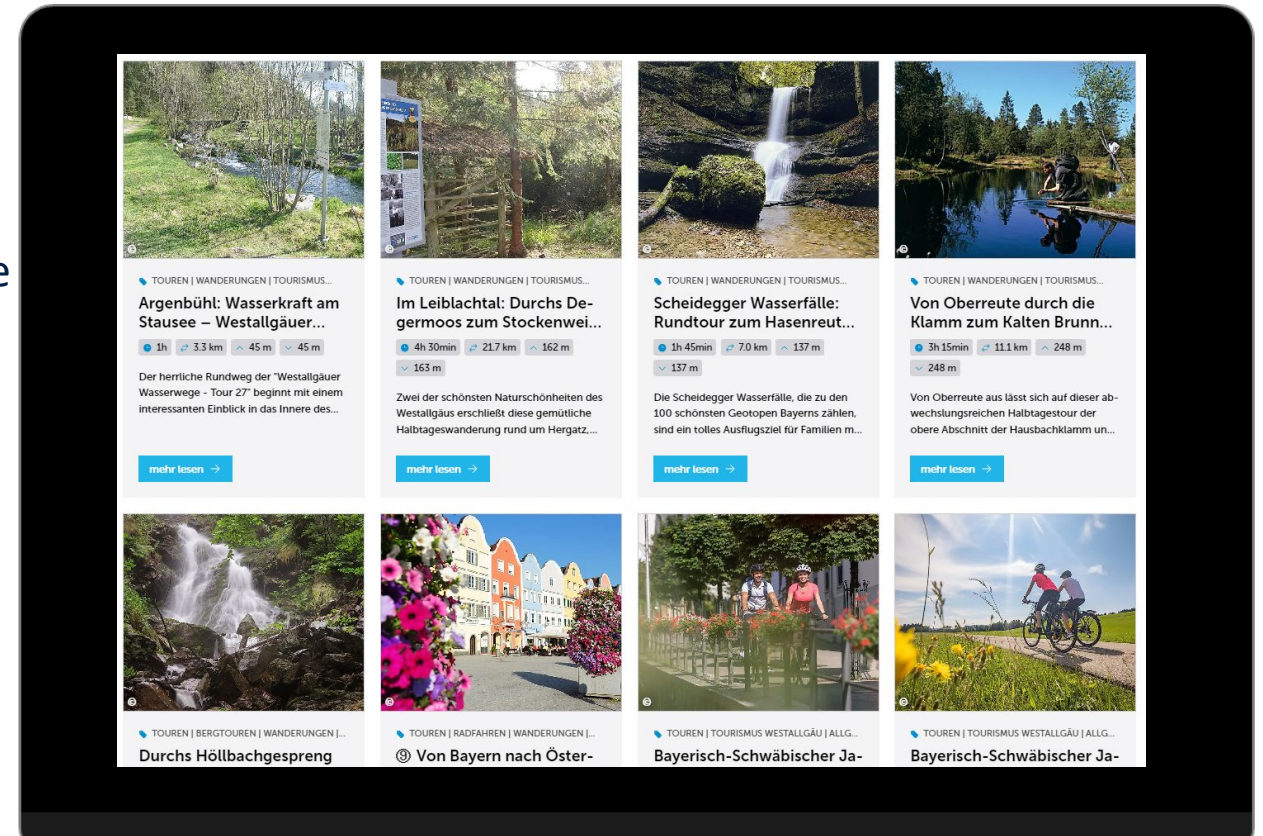 e
TOUREN | WANDERUNGEN | TOURISMUS...
Argenbühl: Wasserkraft am
Stausee – Westallgäuer...
1h 3.3 km 45 m 45 m
Der herrliche Rundweg der "Westallgäuer
Wasserwege - Tour 27" beginnt mit einem
interessanten Einblick in das Innere des...
mehr lesen →
TOUREN | WANDERUNGEN | TOURISMUS...
Im Leiblachtal: Durchs De-
germoos zum Stockenwei...
4h 30min 21.7 km 162 m
163 m
Zwei der schönsten Naturschönheiten des
Westallgäus erschließt diese gemütliche
Halbtageswanderung rund um Hergatz,...
mehr lesen →
TOUREN | WANDERUNGEN | TOURISMUS...
Scheidegger Wasserfälle:
Rundtour zum Hasenreut...
1h 45min 7.0 km 137 m
137 m
Die Scheidegger Wasserfälle, die zu den
100 schönsten Geotopen Bayerns zählen,
sind ein tolles Ausflugsziel für Familien m...
mehr lesen →
TOUREN | WANDERUNGEN | TOURISMUS...
Von Oberreute durch die
Klamm zum Kalten Brunn...
3h 15min 11.1 km 248 m
248 m
Von Oberreute aus lässt sich auf dieser ab-
wechslungsreichen Halbtagestour der
obere Abschnitt der Hausbachklamm un...
mehr lesen →
TOUREN | BERGTOUREN | WANDERUNGEN |...
Durchs Höllbachgespreng
TOUREN | RADFAHREN | WANDERUNGEN |...
⑨ Von Bayern nach Öster-
TOUREN | TOURISMUS WESTALLGÄU | ALLG...
Bayerisch-Schwäbischer Ja-
TOUREN | TOURISMUS WESTALLGÄU | ALLG...
Bayerisch-Schwäbischer Ja-